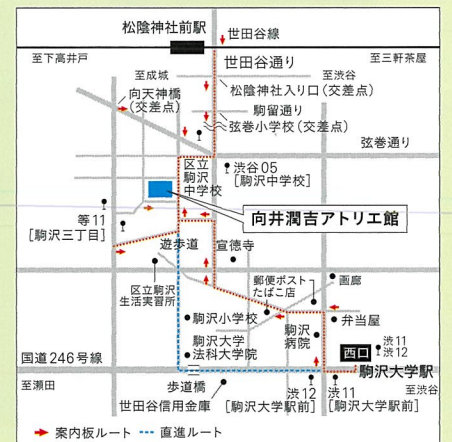 松陰神社前駅
世田谷線
至下高井戸
世田谷通り
至三軒茶屋
至成城
至渋谷
向天神橋
(交差点)
松陰神社入り口(交差点)
駒留通り
弦巻小学校(交差点)
弦巻通り
区立
駒沢
中学校
渋谷05
[駒沢中学校]
向井潤吉アトリエ館
等11
[駒沢三丁目]
遊歩道
宣徳寺
区立駒沢
生活実習所
郵便ポスト
たばこ店
画廊
駒沢小学校
駒沢大学
法科大学院
駒沢
病院
弁当屋
渋11
渋12
西口
国道246号線
駒沢大学駅
至瀬田
歩道橋
渋12
渋11
至渋谷
世田谷信用金庫
[駒沢大学駅前]
[駒沢大学駅前]
案内板ルート
直進ルート